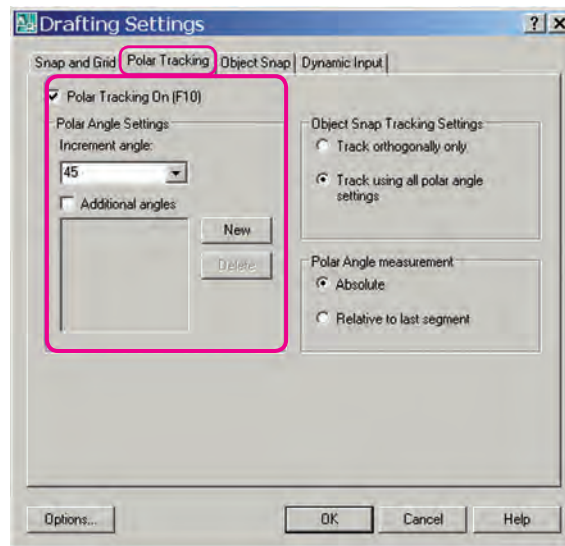 Drafting Settings
Snap and Grid Polar Tracking Object Snap Dynamic Input
Polar Tracking On (F10)
Polar Angle Settings
Increment angle:
45
Additional angles
New
Delete
Object Snap Tracking Settings
Track orthogonally only
Track using all polar angle
settings
Polar Angle measurement
Absolute
Relative to last segment
Options...
OK
Cancel
Help